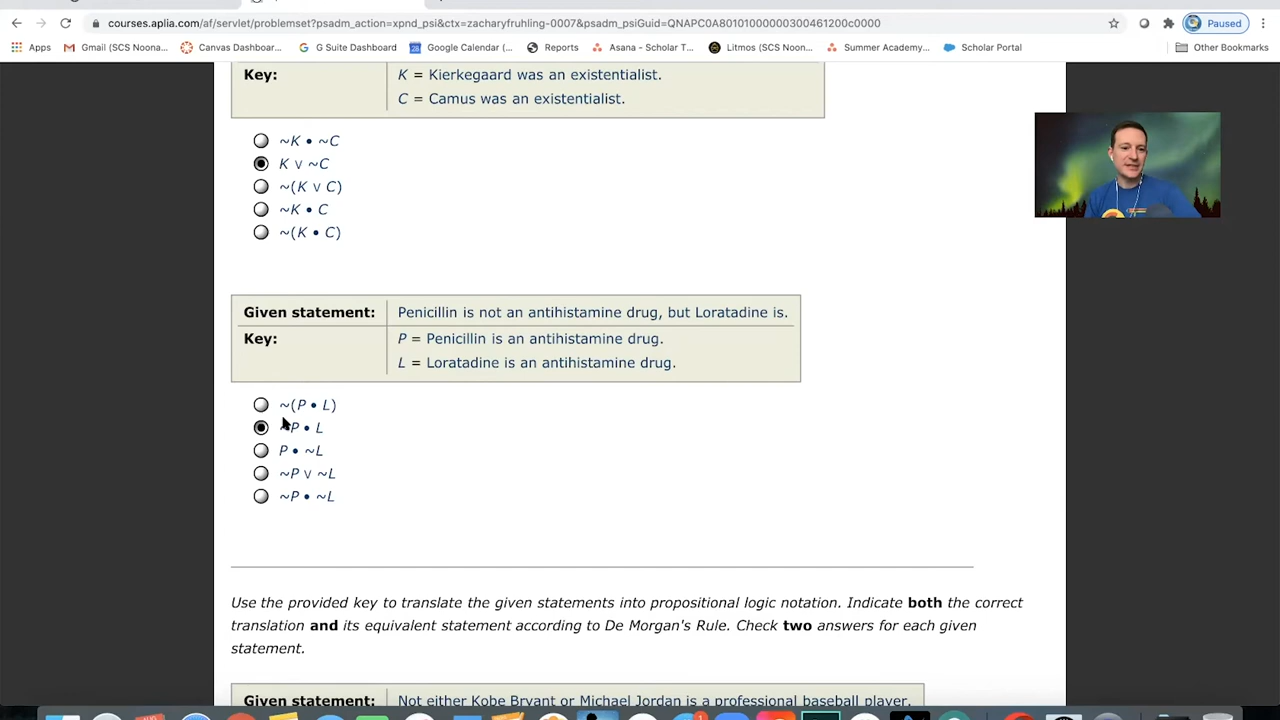 courses.aplia.com/af/servlet/problemset?psadm_action=xpnd_psi&ctx=zacharyfruhling-0007&psadm_psiGuid=QNAPC0A80101000000300461200c0000
Paused
Apps Gmail (SCS Noona... Canvas Dashboar... G Suite Dashboard Google Calendar (... Reports Asana - Scholar T... Litmos (SCS Noon... Summer Academy... Scholar Portal Other Bookmarks
Key: K = Kierkegaard was an existentialist.
C = Camus was an existentialist.
~K • ~C
K ∨ ~C
~(K ∨ C)
~K • C
~(K • C)
Given statement: Penicillin is not an antihistamine drug, but Loratadine is.
Key: P = Penicillin is an antihistamine drug.
L = Loratadine is an antihistamine drug.
~(P • L)
~P • L
P • ~L
~P ∨ ~L
~P • ~L
Use the provided key to translate the given statements into propositional logic notation. Indicate both the correct
translation and its equivalent statement according to De Morgan's Rule. Check two answers for each given
statement.
Given statement: Not either Kobe Bryant or Michael Jordan is a professional baseball player.